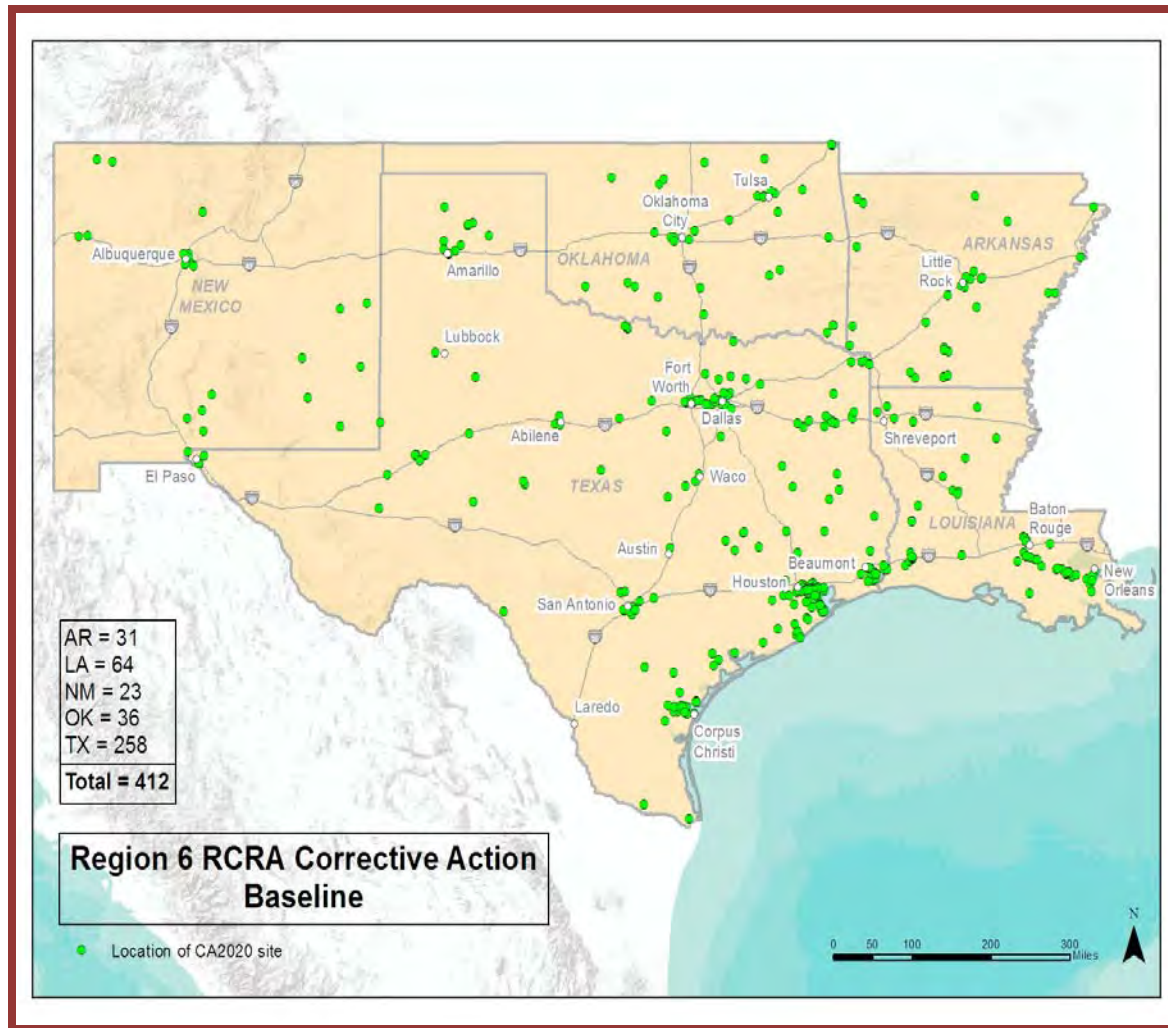 Tulsa
Oklahoma
City
OKLAHOMA
ARKANSAS
Little
Rock
Albuquerque
NEW
MEXICO
Amarillo
Lubbock
Fort
Worth
Dallas
Abilene
Shreveport
El Paso
TEXAS
Waco
LOUISIANA
Baton
Rouge
Austin
Beaumont
Houston
New
Orleans
San Antonio
Laredo
Corpus
Christi
AR = 31
LA = 64
NM = 23
OK = 36
TX = 258
Total = 412
Region 6 RCRA Corrective Action
Baseline
Location of CA2020 site
0 50 100 200 300
Miles
N